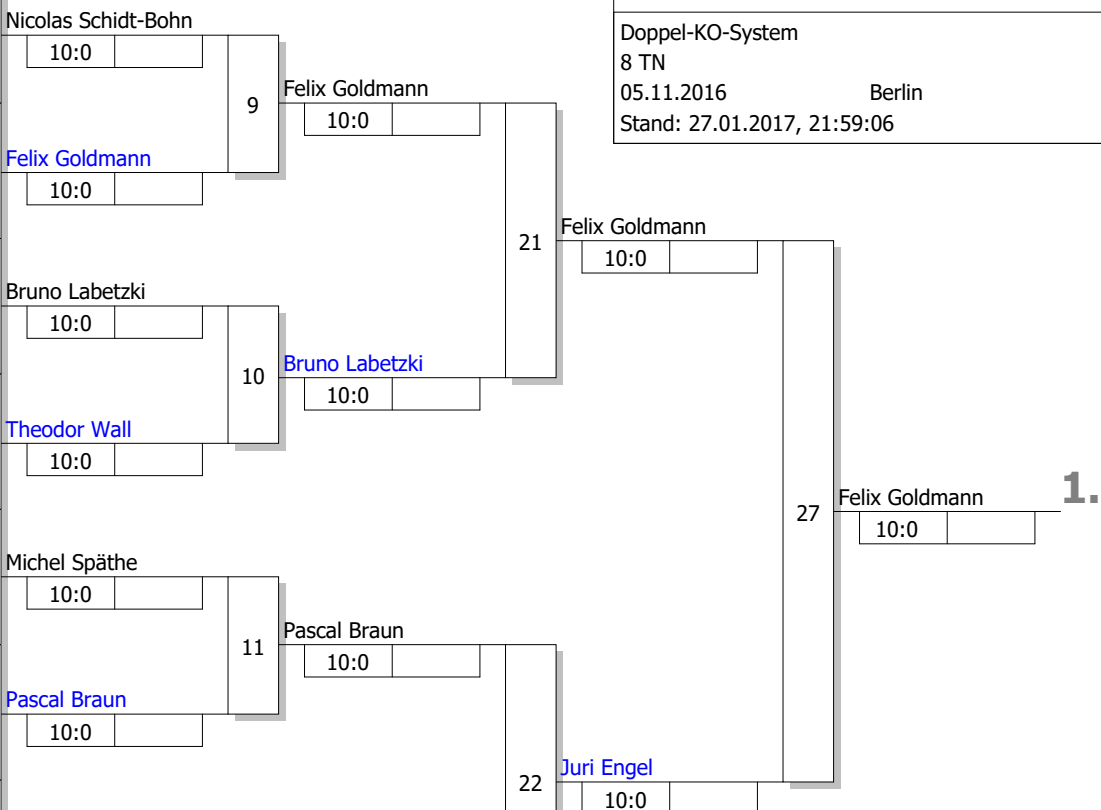 Nicolas Schidt-Bohn
10:0
9
Felix Goldmann
10:0
Felix Goldmann
10:0
Doppel-KO-System
8 TN
05.11.2016 Berlin
Stand: 27.01.2017, 21:59:06
21
Felix Goldmann
10:0
Bruno Labetzki
10:0
10
Bruno Labetzki
10:0
Theodor Wall
10:0
27
Felix Goldmann
10:0
1.
Michel Späthe
10:0
11
Pascal Braun
10:0
Pascal Braun
10:0
22
Juri Engel
10:0